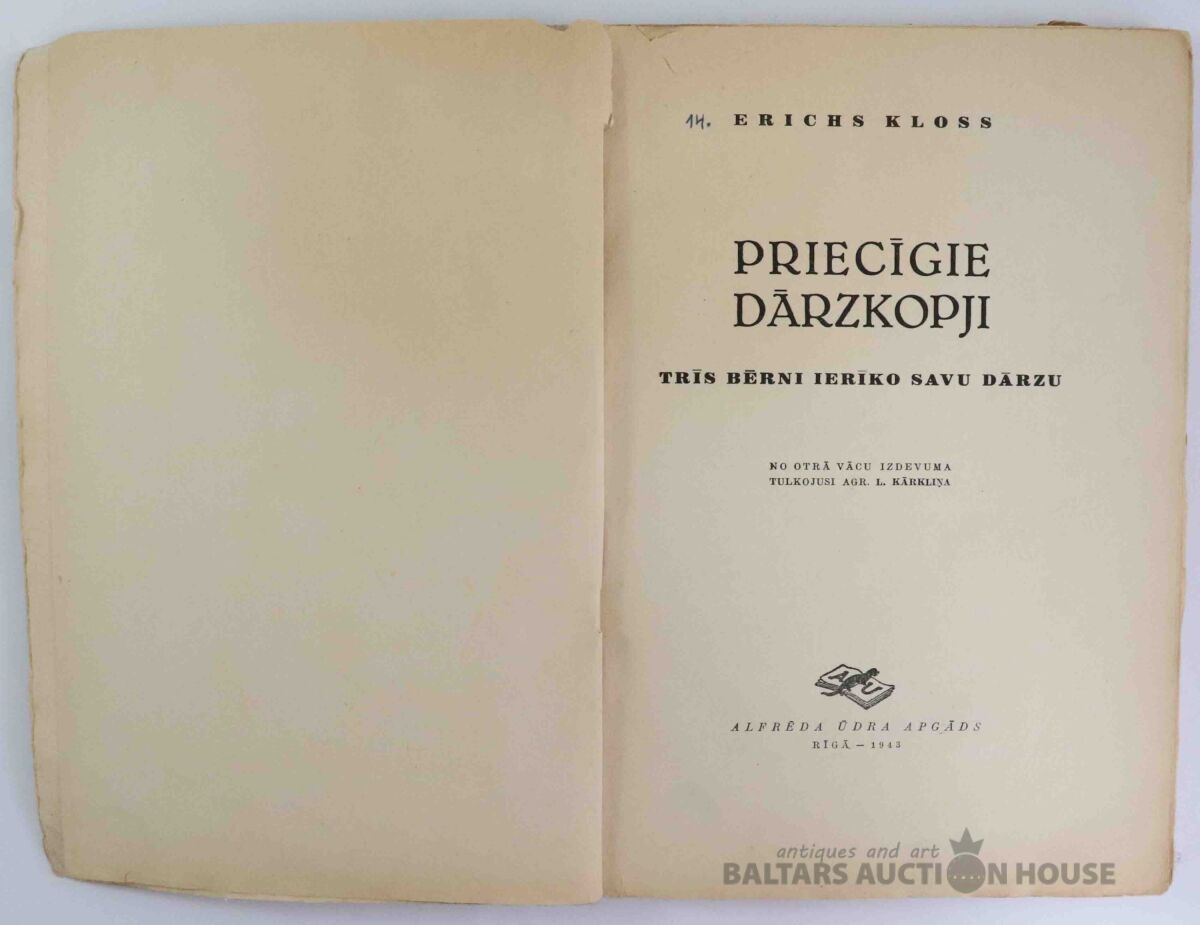 14. ERICHS KLOSS
PRIECĪGIE
DĀRZKOPJI
TRĪS BĒRNI IERĪKO SAVU DĀRZU
NO OTRĀ VĀCU IZDEVUMA
TULKOJUSI AGR. L. KĀRKLIŅA
A U
ALFRĒDA ŪDRA APGĀDS
RĪGĀ — 1943
antiques and art
BALTARS AUCTION HOUSE